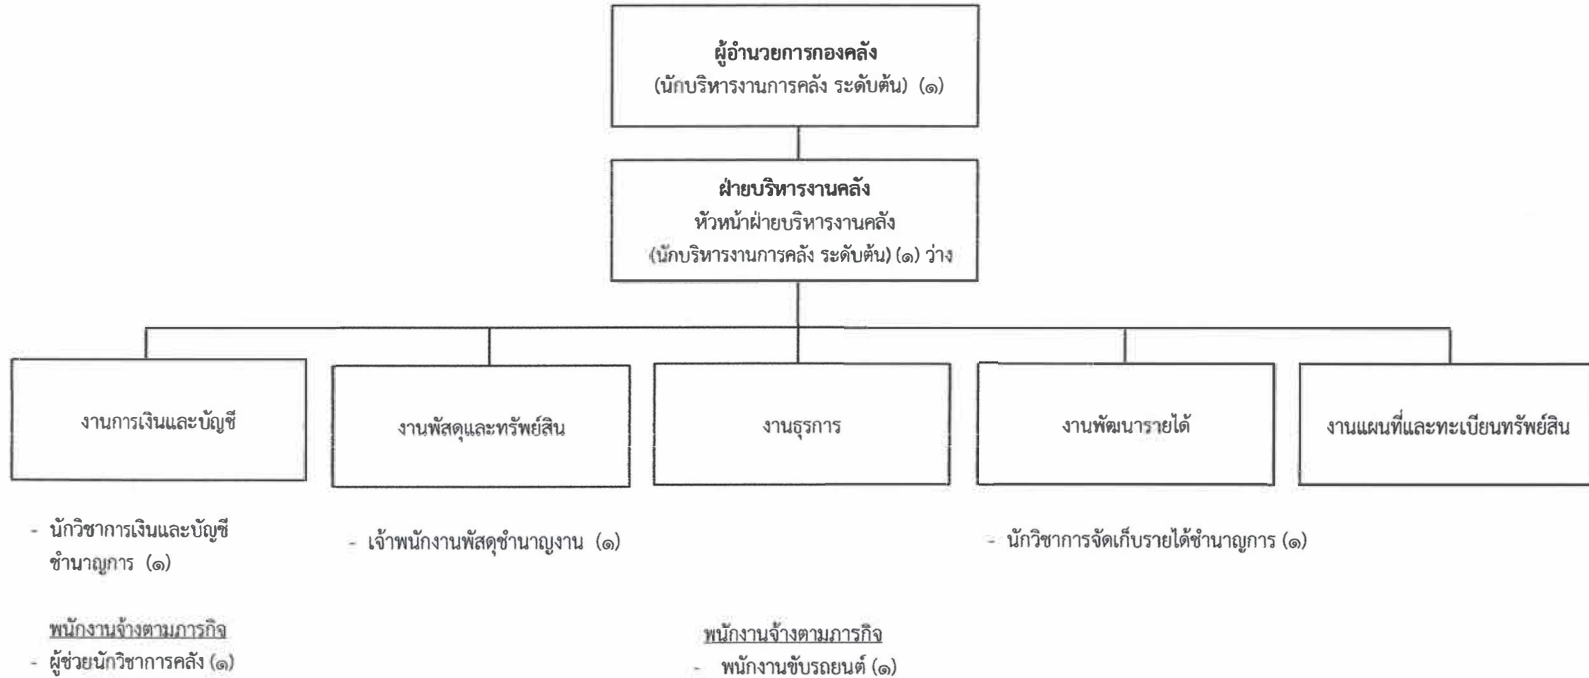 ผู้อำนวยการกองคลัง
(นักบริหารงานการคลัง ระดับต้น) (๑)
ฝ่ายบริหารงานคลัง
หัวหน้าฝ่ายบริหารงานคลัง
(นักบริหารงานการคลัง ระดับต้น) (๑) ว่าง
งานการเงินและบัญชี
งานพัสดุและทรัพย์สิน
งานธุรการ
งานพัฒนารายได้
งานแผนที่และทะเบียนทรัพย์สิน
- นักวิชาการเงินและบัญชี
ชำนาญการ (๑)
- เจ้าพนักงานพัสดุชำนาญงาน (๑)
- นักวิชาการจัดเก็บรายได้ชำนาญการ (๑)
พนักงานจ้างตามภารกิจ
- ผู้ช่วยนักวิชาการคลัง (๑)
พนักงานจ้างตามภารกิจ
- พนักงานขับรถยนต์ (๑)